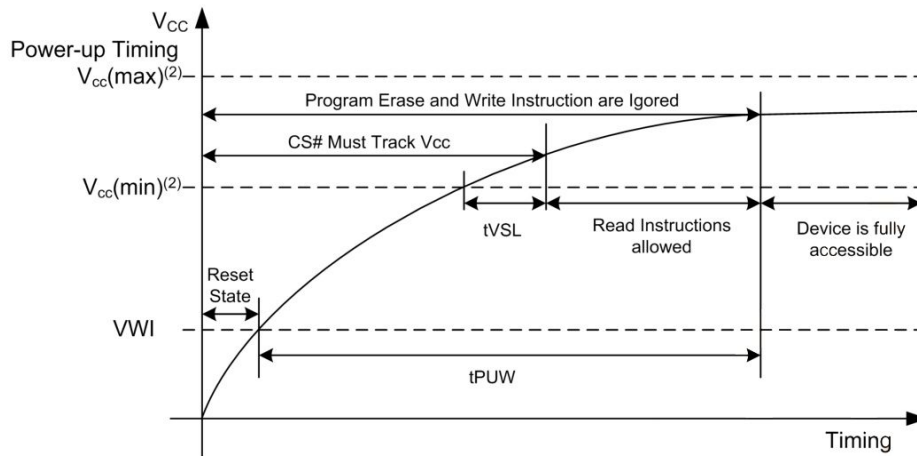 VCC
Power-up Timing
Vcc(max)(2)
Program Erase and Write Instruction are Igored
CS# Must Track Vcc
Vcc(min)(2)
tVSL
Read Instructions
allowed
Device is fully
accessible
Reset
State
VWI
tPUW
Timing